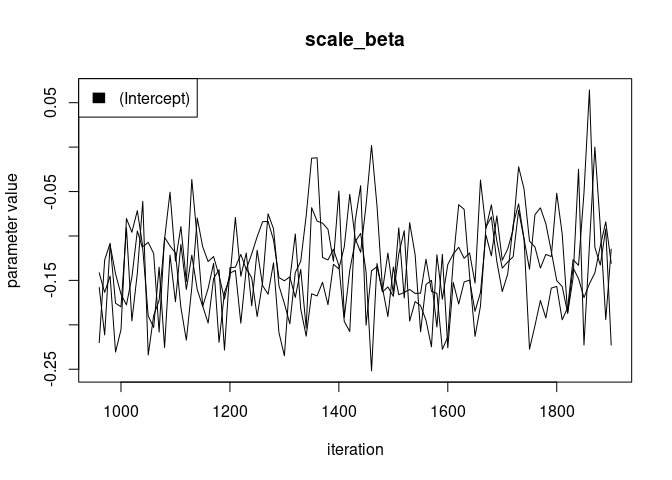 scale_beta
(Intercept)
0.05
-0.05
-0.15
-0.25
parameter value
1000 1200 1400 1600 1800
iteration